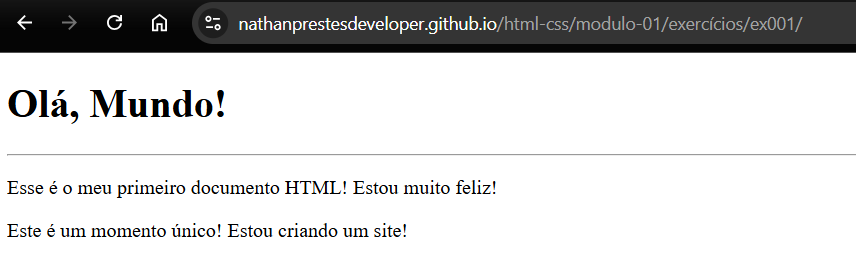 nathanprestesdeveloper.github.io/html-css/modulo-01/exercícios/ex001/
Olá, Mundo!
Esse é o meu primeiro documento HTML! Estou muito feliz!
Este é um momento único! Estou criando um site!